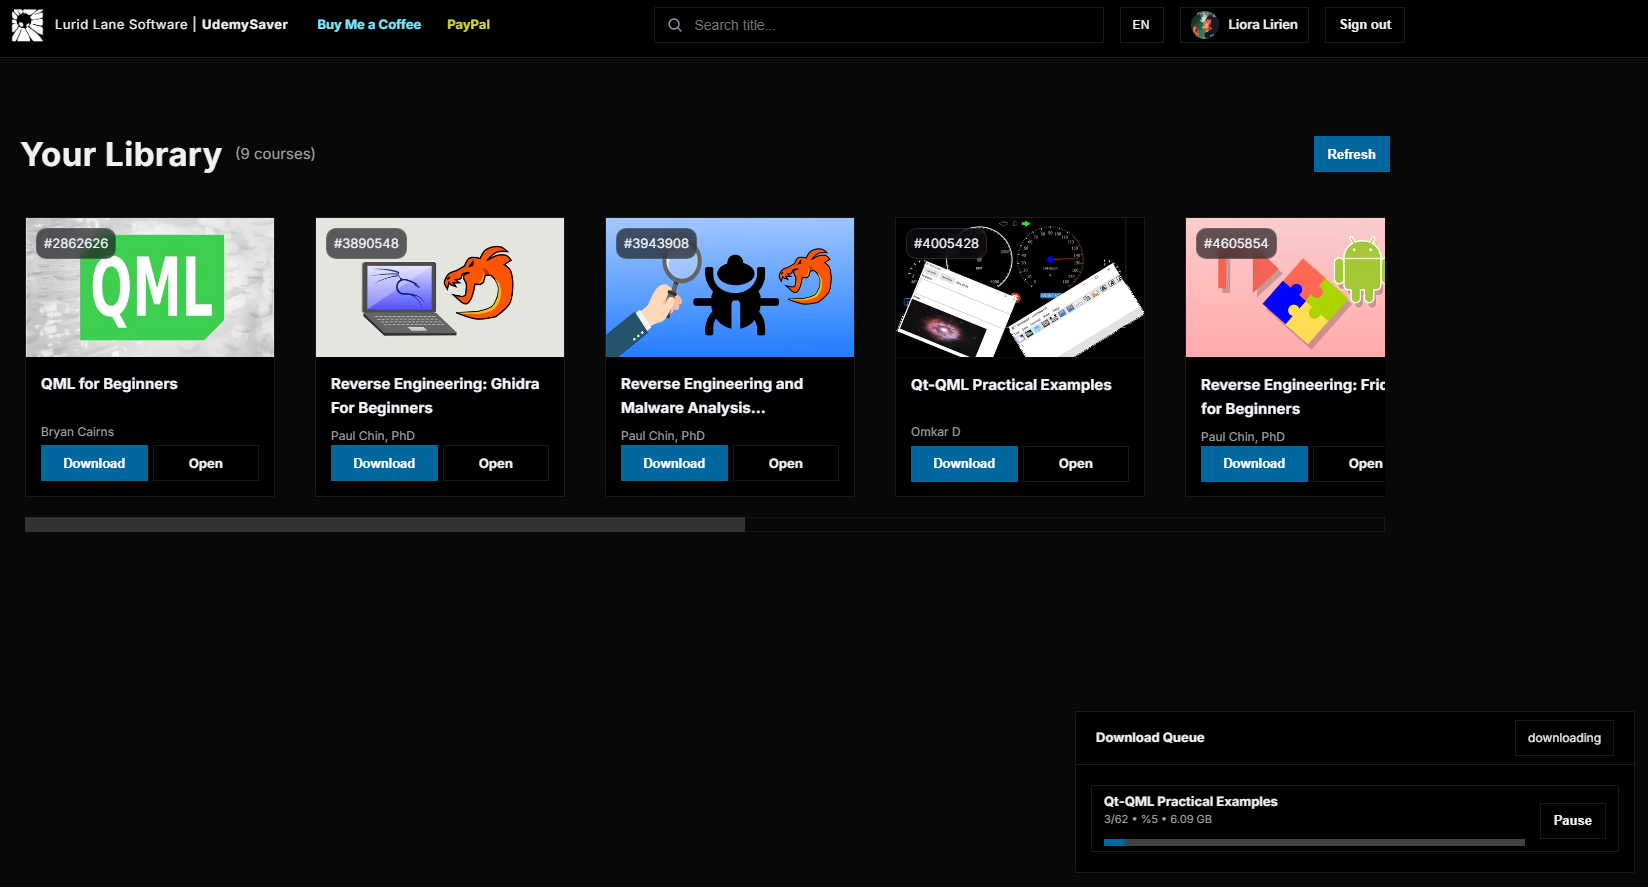 Lurid Lane Software | UdemySaver
Buy Me a Coffee
PayPal
Search title...
EN
Liora Lirien
Sign out
Your Library
(9 courses)
Refresh
#2862626
QML
QML for Beginners
Bryan Cairns
Download
Open
#3890548
Reverse Engineering: Ghidra
For Beginners
Paul Chin, PhD
Download
Open
#3943908
Reverse Engineering and
Malware Analysis...
Paul Chin, PhD
Download
Open
#4005428
Qt-QML Practical Examples
Omkar D
Download
Open
#4605854
Reverse Engineering:
for Beginners
Paul Chin, PhD
Download
Open
Download Queue
downloading
Qt-QML Practical Examples
3/62 • %5 • 6.09 GB
Pause